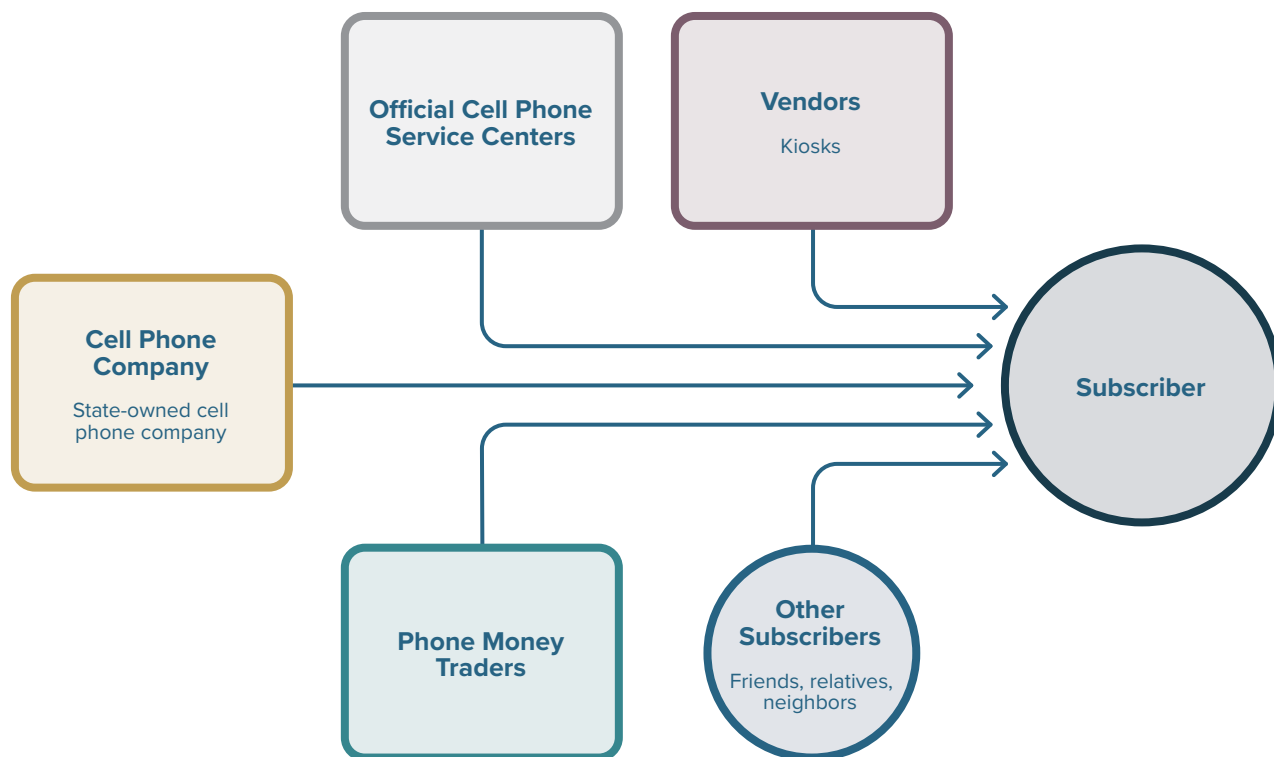 Official Cell Phone
Service Centers
Vendors
Kiosks
Cell Phone
Company
State-owned cell
phone company
Subscriber
Phone Money
Traders
Other
Subscribers
Friends, relatives,
neighbors